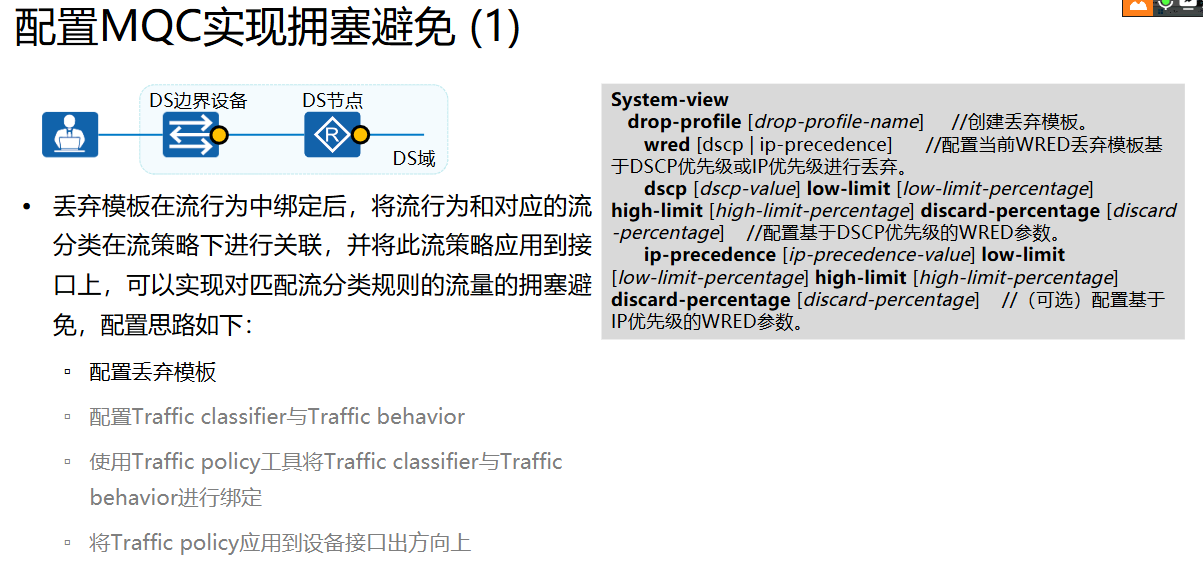 配置MQC实现拥塞避免 (1)
DS边界设备
DS节点
R
DS域
• 丢弃模板在流行为中绑定后，将流行为和对应的流
分类在流策略下进行关联，并将此流策略应用到接
口上，可以实现对匹配流分类规则的流量的拥塞避
免，配置思路如下：
▫ 配置丢弃模板
▫ 配置Traffic classifier与Traffic behavior
▫ 使用Traffic policy工具将Traffic classifier与Traffic
behavior进行绑定
▫ 将Traffic policy应用到设备接口出方向上
System-view
drop-profile [drop-profile-name] //创建丢弃模板。
wred [dscp | ip-precedence] //配置当前WRED丢弃模板基
于DSCP优先级或IP优先级进行丢弃。
dscp [dscp-value] low-limit [low-limit-percentage]
high-limit [high-limit-percentage] discard-percentage [discard
-percentage] //配置基于DSCP优先级的WRED参数。
ip-precedence [ip-precedence-value] low-limit
[low-limit-percentage] high-limit [high-limit-percentage]
discard-percentage [discard-percentage] //（可选）配置基于
IP优先级的WRED参数。